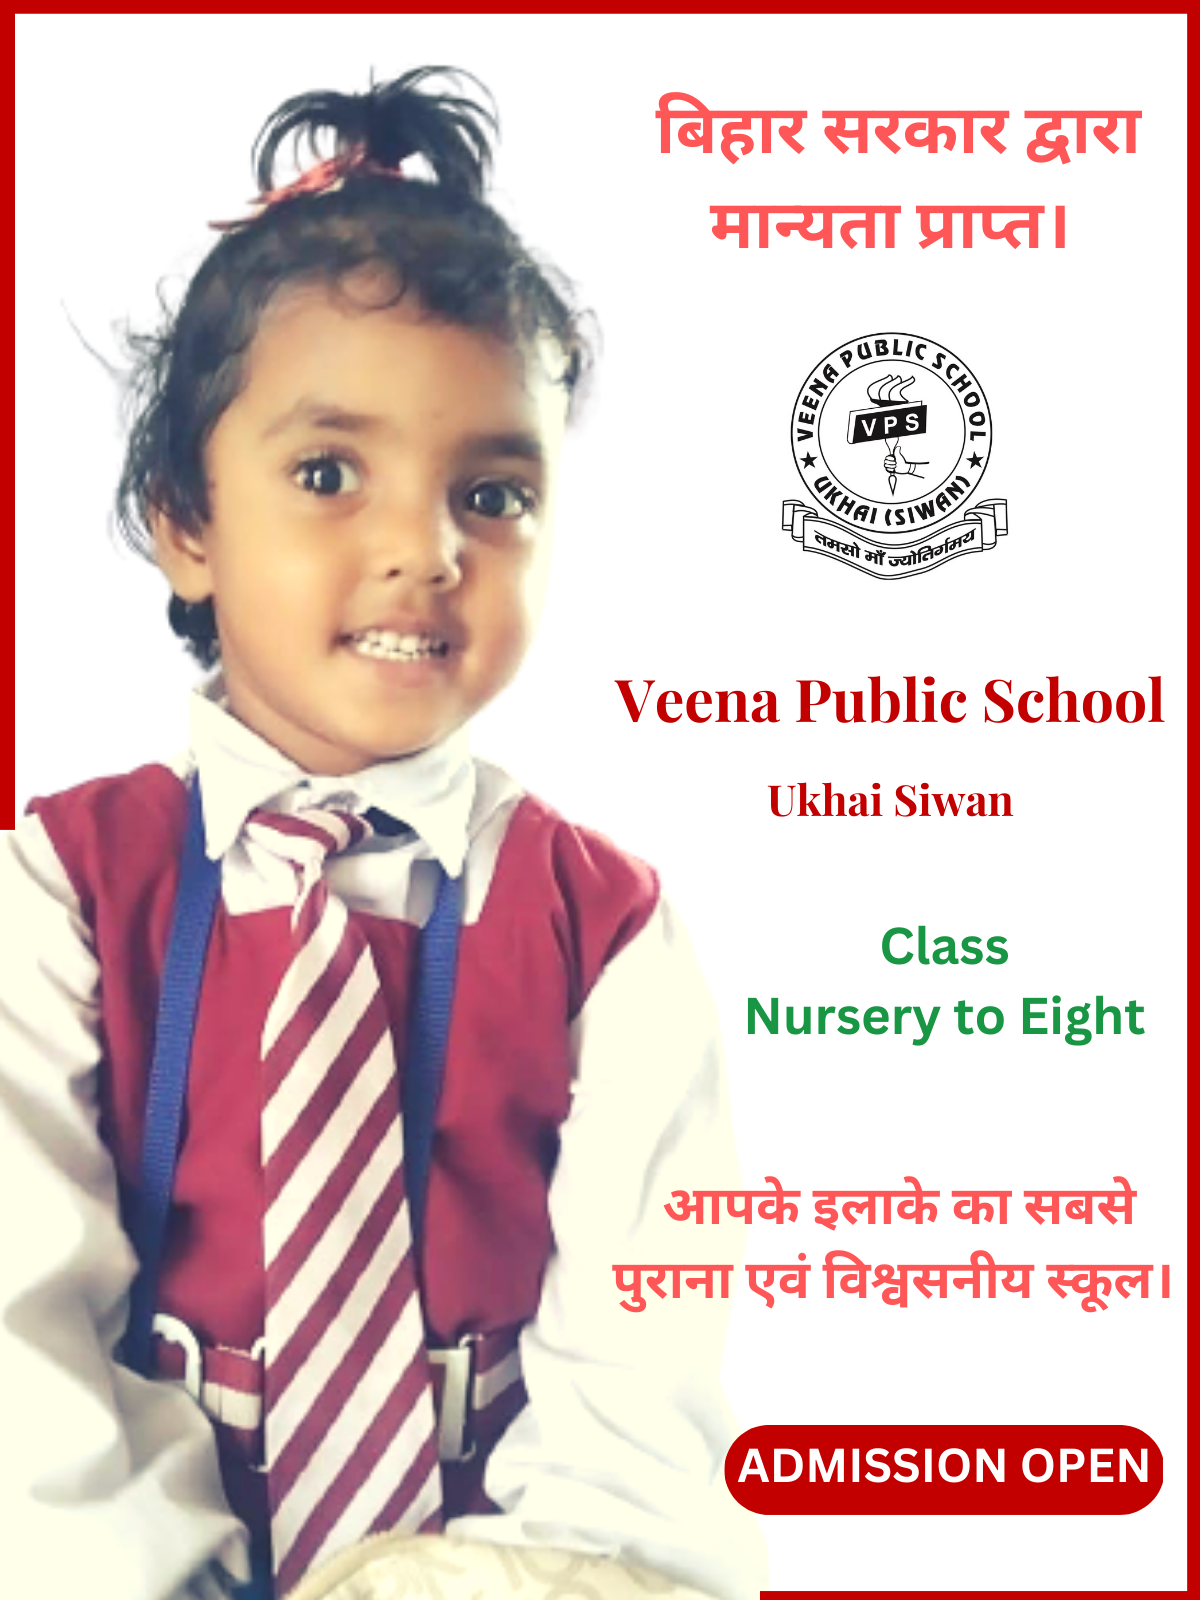 बिहार सरकार द्वारा
मान्यता प्राप्त।
VEENA PUBLIC SCHOOL
VPS
UKHAI (SIWAN)
तमसो माँ ज्योतिर्गमय
Veena Public School
Ukhai Siwan
Class
Nursery to Eight
आपके इलाके का सबसे
पुराना एवं विश्वसनीय स्कूल।
ADMISSION OPEN